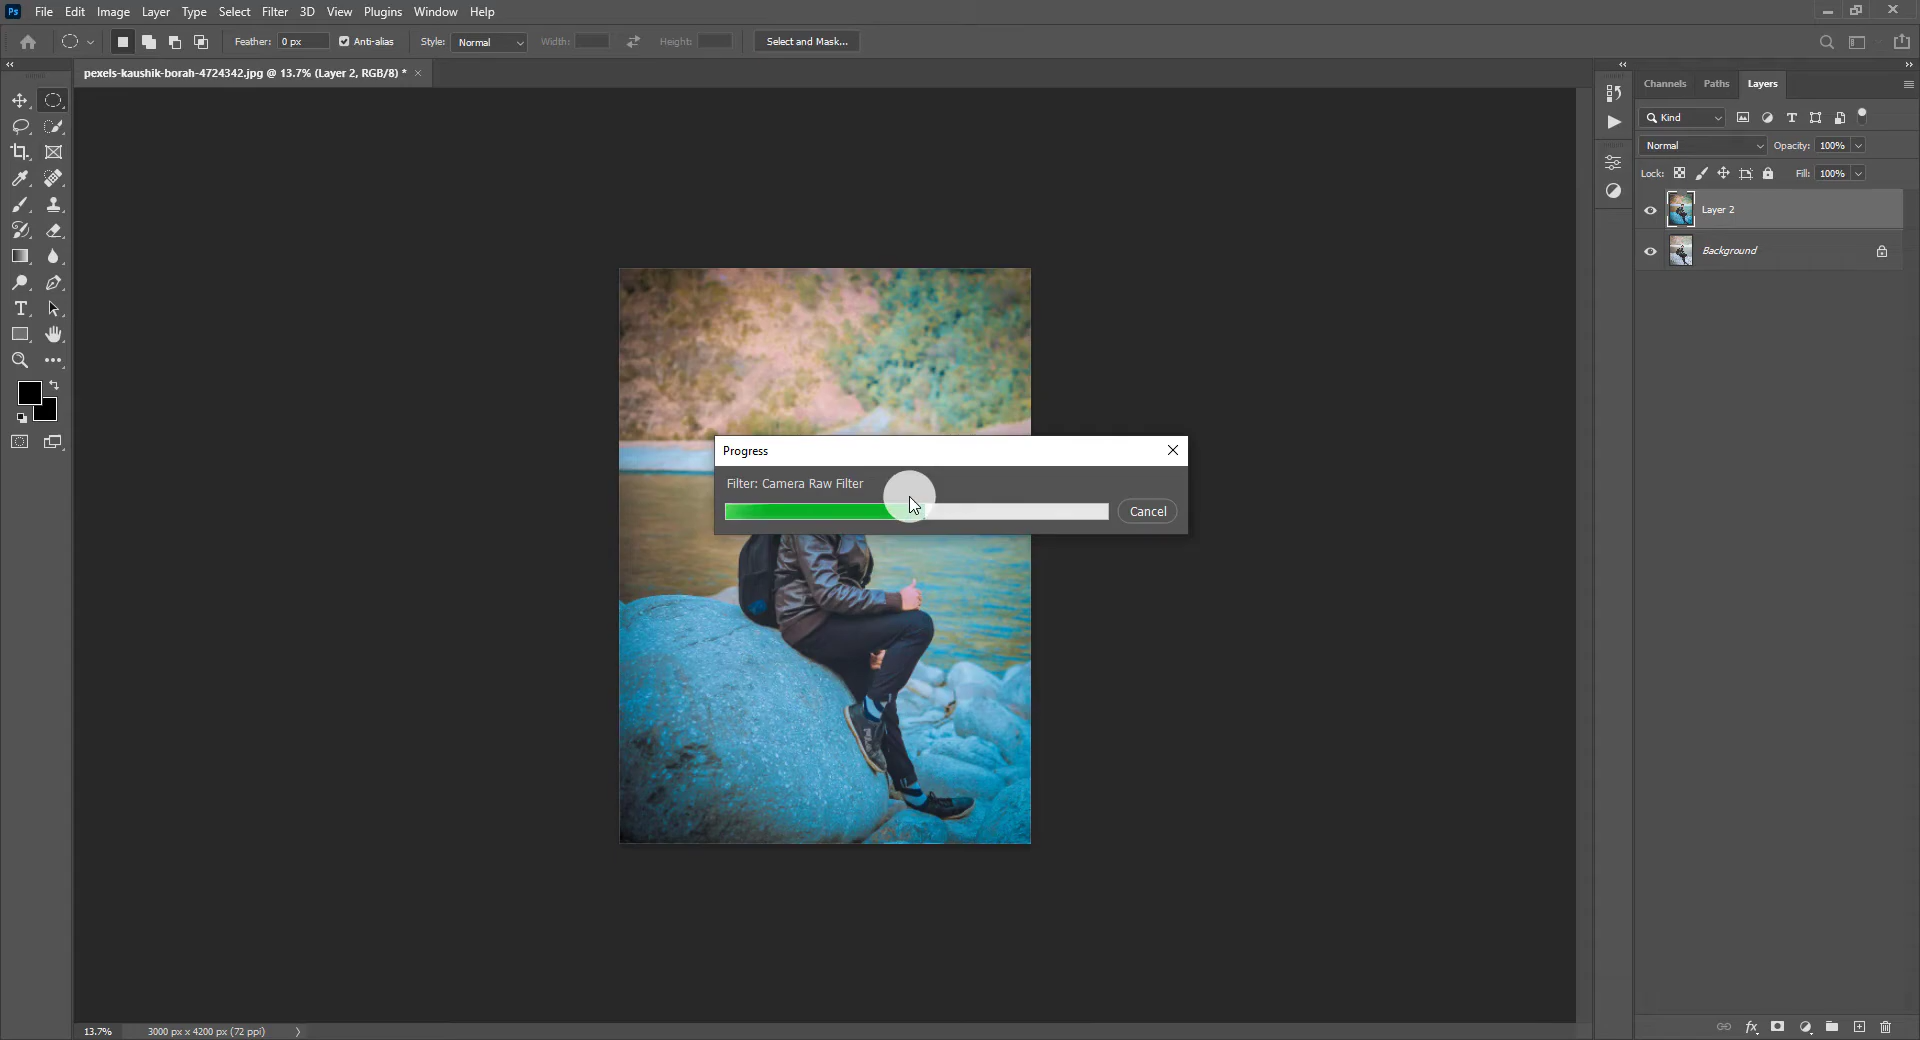 Ps File Edit Image Layer Type Select Filter 3D View Plugins Window Help
Feather: 0 px Anti-alias Style: Normal Width: Height: Select and Mask...
pexels-kaushik-borah-4724342.jpg @ 13.7% (Layer 2, RGB/8) * ×
Channels Paths Layers
Kind
Normal Opacity: 100%
Lock: Fill: 100%
Layer 2
Background
Progress
Filter: Camera Raw Filter
Cancel
13.7% 3000 px x 4200 px (72 ppi)